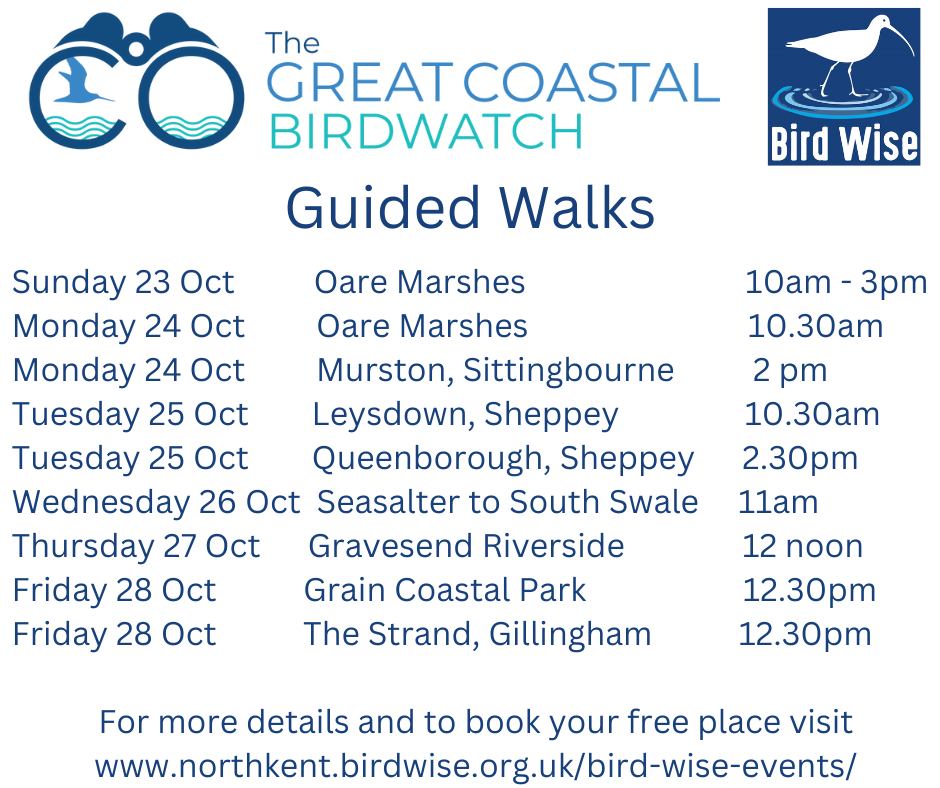 The
GREAT COASTAL
BIRDWATCH
Bird Wise
Guided Walks
Sunday 23 Oct Oare Marshes 10am - 3pm
Monday 24 Oct Oare Marshes 10.30am
Monday 24 Oct Murston, Sittingbourne 2 pm
Tuesday 25 Oct Leysdown, Sheppey 10.30am
Tuesday 25 Oct Queenborough, Sheppey 2.30pm
Wednesday 26 Oct Seasalter to South Swale 11am
Thursday 27 Oct Gravesend Riverside 12 noon
Friday 28 Oct Grain Coastal Park 12.30pm
Friday 28 Oct The Strand, Gillingham 12.30pm
For more details and to book your free place visit
www.northkent.birdwise.org.uk/bird-wise-events/